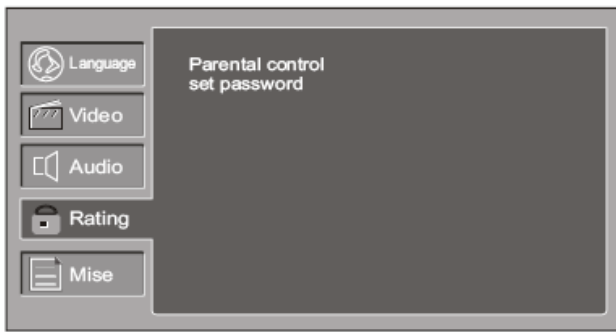 Language
Video
Audio
Rating
Mise
Parental control
set password